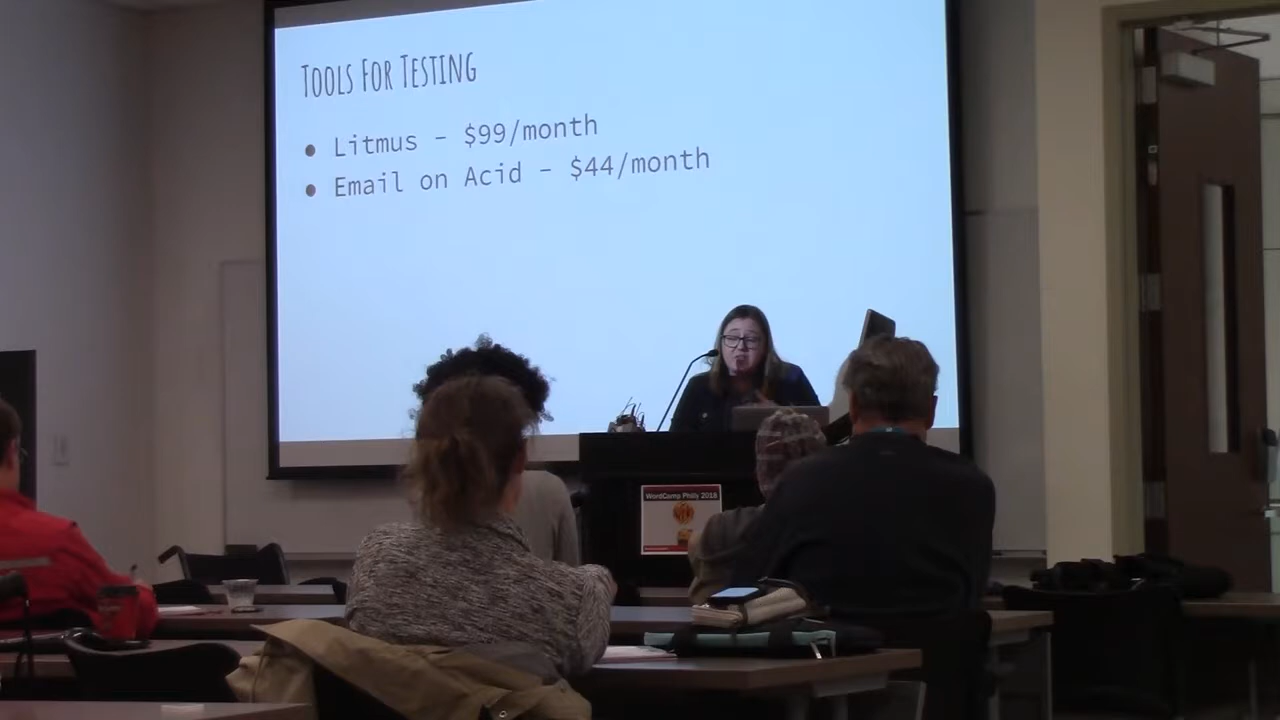 TOOLS FOR TESTING
● Litmus – $99/month
● Email on Acid – $44/month
WordCamp Philly 2018